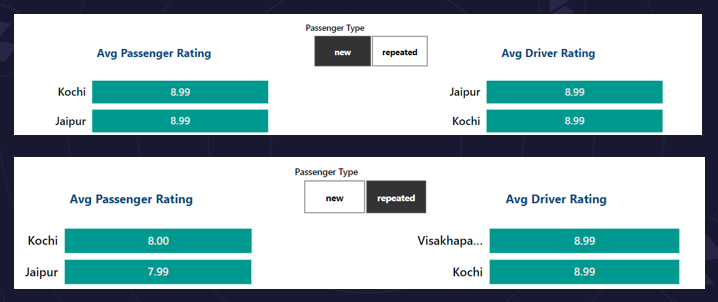 Passenger Type
Avg Passenger Rating new repeated Avg Driver Rating
Kochi 8.99 Jaipur 8.99
Jaipur 8.99 Kochi 8.99
Passenger Type
Avg Passenger Rating new repeated Avg Driver Rating
Kochi 8.00 Visakhapa... 8.99
Jaipur 7.99 Kochi 8.99